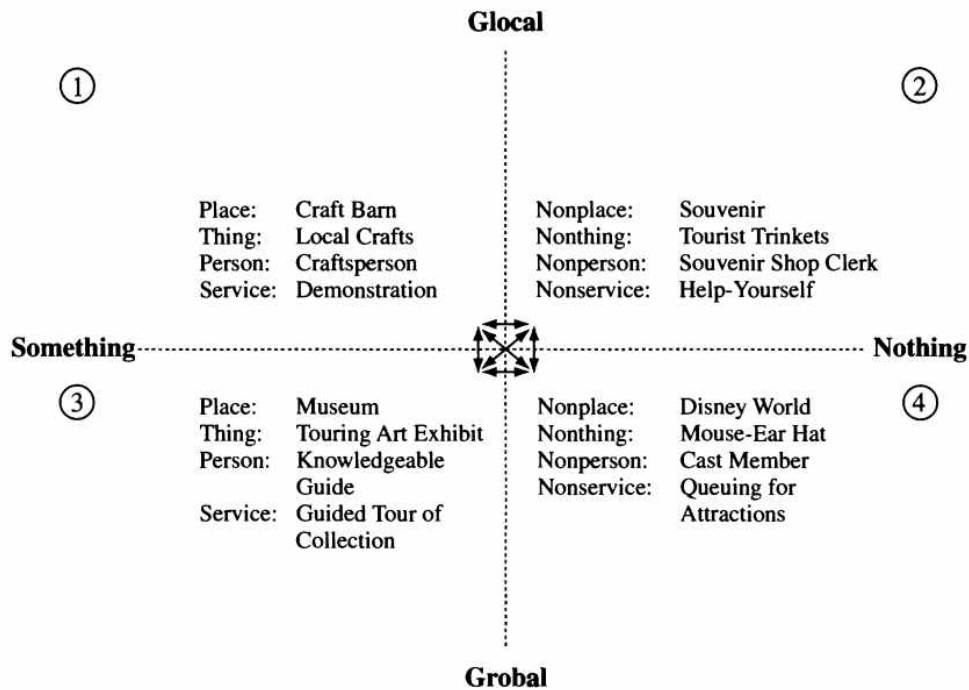 Glocal
① ②
Place: Craft Barn
Thing: Local Crafts
Person: Craftsperson
Service: Demonstration
Nonplace: Souvenir
Nonthing: Tourist Trinkets
Nonperson: Souvenir Shop Clerk
Nonservice: Help-Yourself
Something Nothing
③ ④
Place: Museum
Thing: Touring Art Exhibit
Person: Knowledgeable
Guide
Service: Guided Tour of
Collection
Nonplace: Disney World
Nonthing: Mouse-Ear Hat
Nonperson: Cast Member
Nonservice: Queuing for
Attractions
Grobal